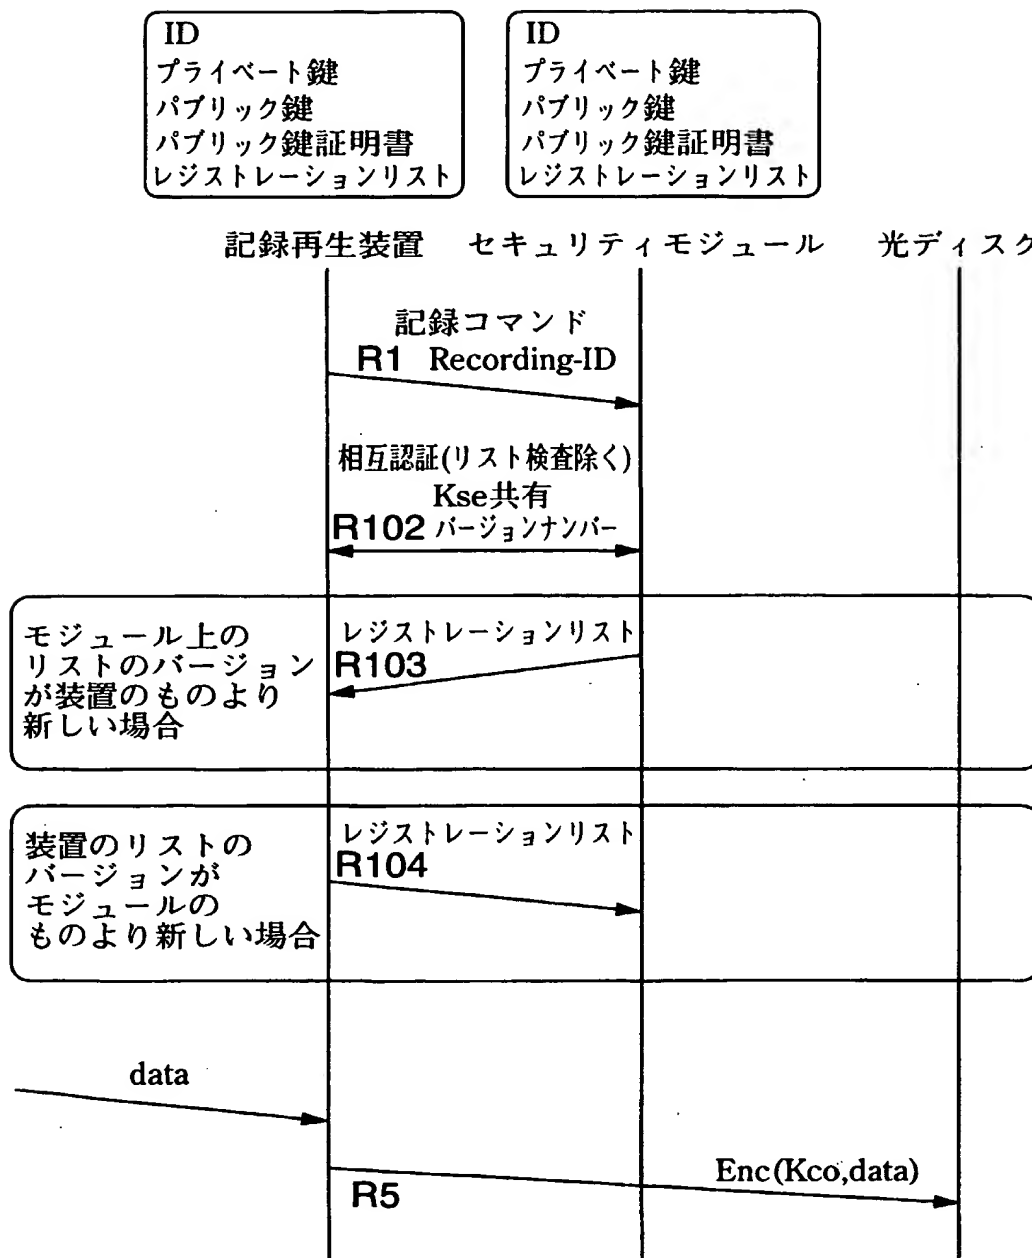 ID
プライベート鍵
パブリック鍵
パブリック鍵証明書
レジストレーションリスト
ID
プライベート鍵
パブリック鍵
パブリック鍵証明書
レジストレーションリスト
記録再生装置 セキュリティモジュール 光ディスク
記録コマンド
R1 Recording-ID
相互認証(リスト検査除く)
Kse共有
R102 バージョンナンバー
モジュール上の
リストのバージョン
が装置のものより
新しい場合
レジストレーションリスト
R103
装置のリストの
バージョンが
モジュールの
ものより新しい場合
レジストレーションリスト
R104
data
Enc(Kco,data)
R5